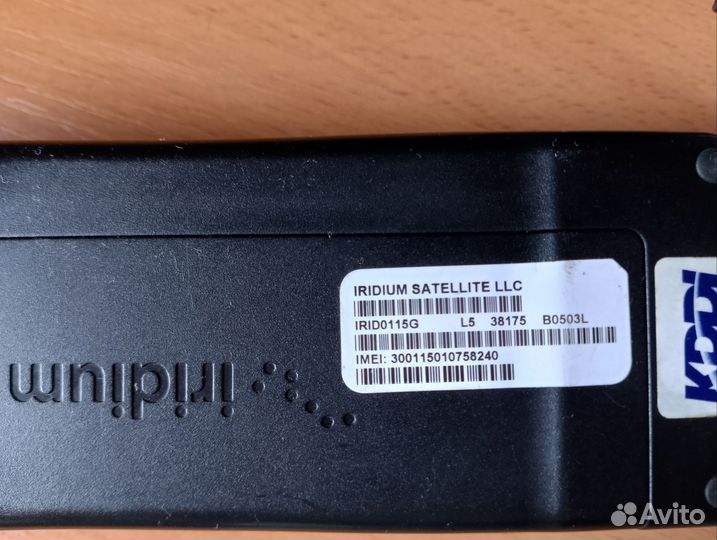 IRIDIUM SATELLITE LLC
IRID0115G L5 38175 B0503L
IMEI: 300115010758240
iridium
KDDI
Avito